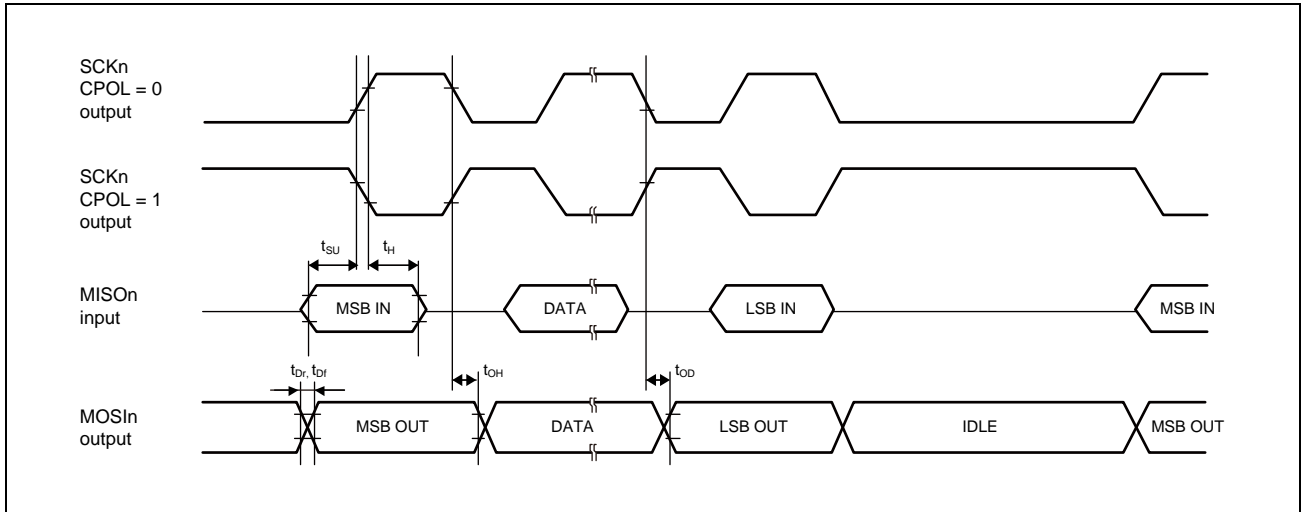 SCKn
CPOL = 0
output
SCKn
CPOL = 1
output
tSU
tH
MISOn
input
MSB IN
DATA
LSB IN
MSB IN
tDr, tDf
tOH
tOD
MOSIn
output
MSB OUT
DATA
LSB OUT
IDLE
MSB OUT